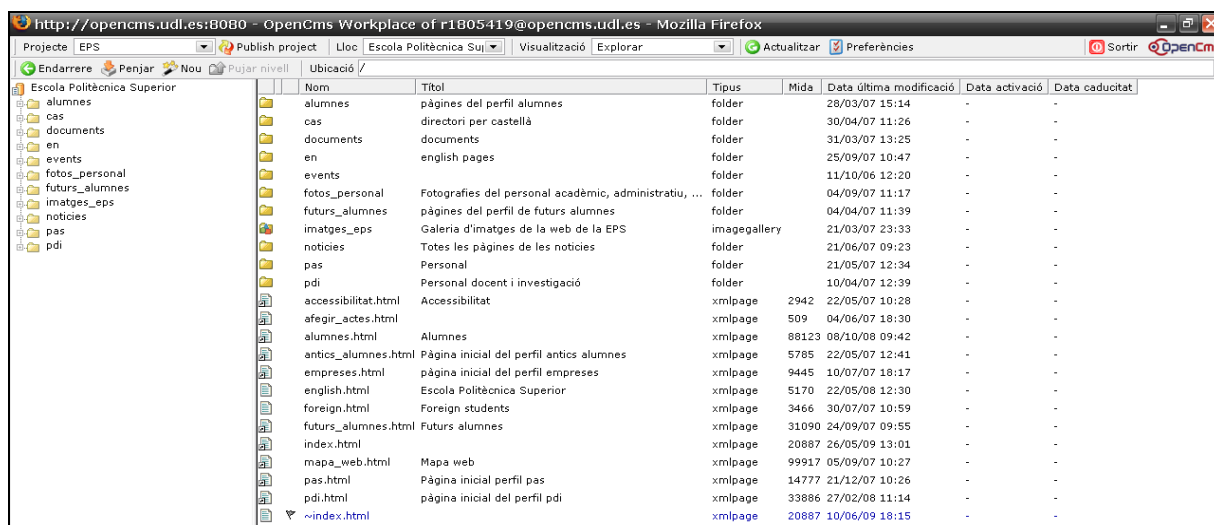 http://opencms.udl.es:8080 - OpenCms Workplace of r1805419@opencms.udl.es - Mozilla Firefox
Projecte EPS Publish project Lloc Escola Politècnica Suj Visualització Explorar Actualitzar Preferències Sortir OpenCm
Endarrere Penjar Nou Pujar nivell Ubicació /
Escola Politècnica Superior
alumnes
cas
documents
en
events
fotos_personal
futurs_alumnes
imatges_eps
noticies
pas
pdi
Nom Títol Tipus Mida Data última modificació Data activació Data caducitat
alumnes pàgines del perfil alumnes folder 28/03/07 15:14 - -
cas directori per castellà folder 30/04/07 11:26 - -
documents documents folder 31/03/07 13:25 - -
en english pages folder 25/09/07 10:47 - -
events folder 11/10/06 12:20 - -
fotos_personal Fotografies del personal acadèmic, administratiu, ... folder 04/09/07 11:17 - -
futurs_alumnes pàgines del perfil de futurs alumnes folder 04/04/07 11:39 - -
imatges_eps Galeria d'imatges de la web de la EPS imagegallery 21/03/07 23:33 - -
noticies Totes les pàgines de les noticies folder 21/06/07 09:23 - -
pas Personal folder 21/05/07 12:34 - -
pdi Personal docent i investigació folder 10/04/07 12:39 - -
accessibilitat.html Accessibilitat xmlpage 2942 22/05/07 10:28 - -
afegir_actes.html xmlpage 509 04/06/07 18:30 - -
alumnes.html Alumnes xmlpage 88123 08/10/08 09:42 - -
antics_alumnes.html Pàgina inicial del perfil antics alumnes xmlpage 5785 22/05/07 12:41 - -
empreses.html pàgina inicial del perfil empreses xmlpage 9445 10/07/07 18:17 - -
english.html Escola Politècnica Superior xmlpage 5170 22/05/08 12:30 - -
foreign.html Foreign students xmlpage 3466 30/07/07 10:59 - -
futurs_alumnes.html Futurs alumnes xmlpage 31090 24/09/07 09:55 - -
index.html xmlpage 20887 26/05/09 13:01 - -
mapa_web.html Mapa web xmlpage 99917 05/09/07 10:27 - -
pas.html Pàgina inicial perfil pas xmlpage 14777 21/12/07 10:26 - -
pdi.html pàgina inicial del perfil pdi xmlpage 33886 27/02/08 11:14 - -
~index.html xmlpage 20887 10/06/09 18:15 - -